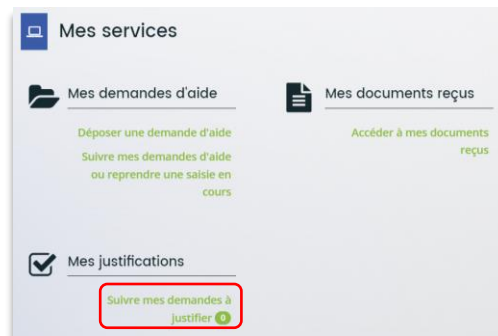 Mes services
Mes demandes d'aide
Déposer une demande d'aide
Suivre mes demandes d'aide
ou reprendre une saisie en
cours
Mes documents reçus
Accéder à mes documents
reçus
Mes justifications
Suivre mes demandes à
justifier 0